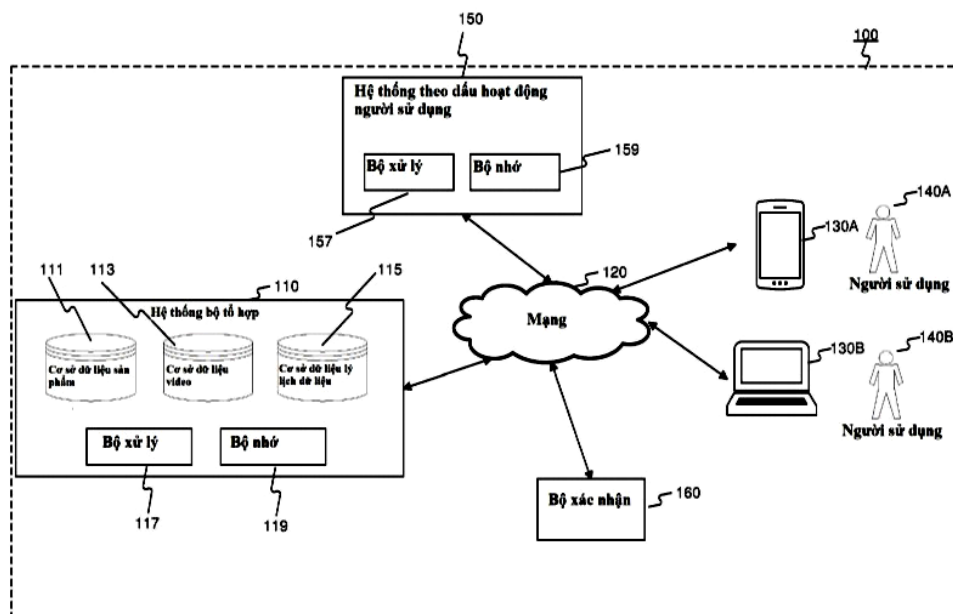 150
100
Hệ thống theo dấu hoạt động
người sử dụng
Bộ xử lý
Bộ nhớ
159
157
140A
130A
Người sử dụng
111
113
110
115
120
Hệ thống bộ tổ hợp
Mạng
Cơ sở dữ liệu sản
phẩm
Cơ sở dữ liệu
video
Cơ sở dữ liệu lý
lịch dữ liệu
130B
140B
Người sử dụng
Bộ xử lý
Bộ nhớ
117
119
Bộ xác nhận
160